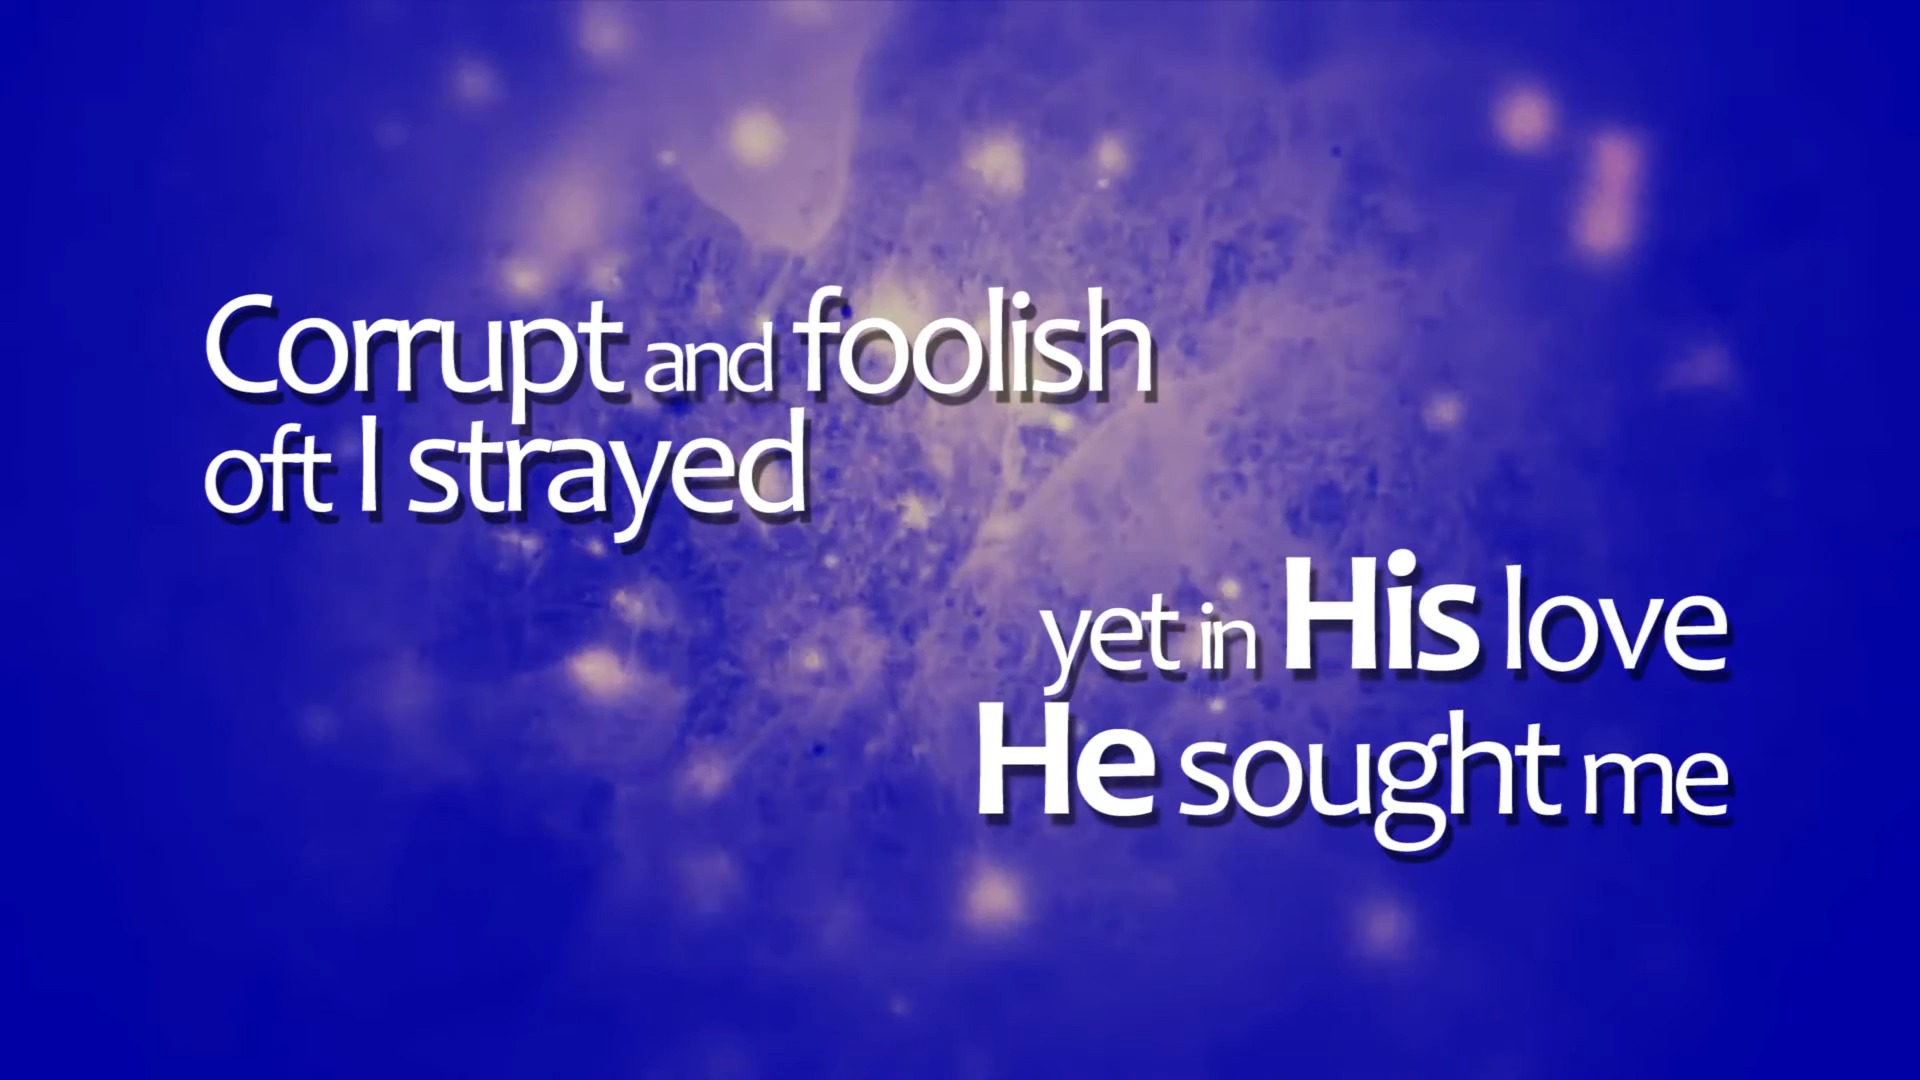 Corrupt and foolish
oft I strayed
yet in His love
He sought me